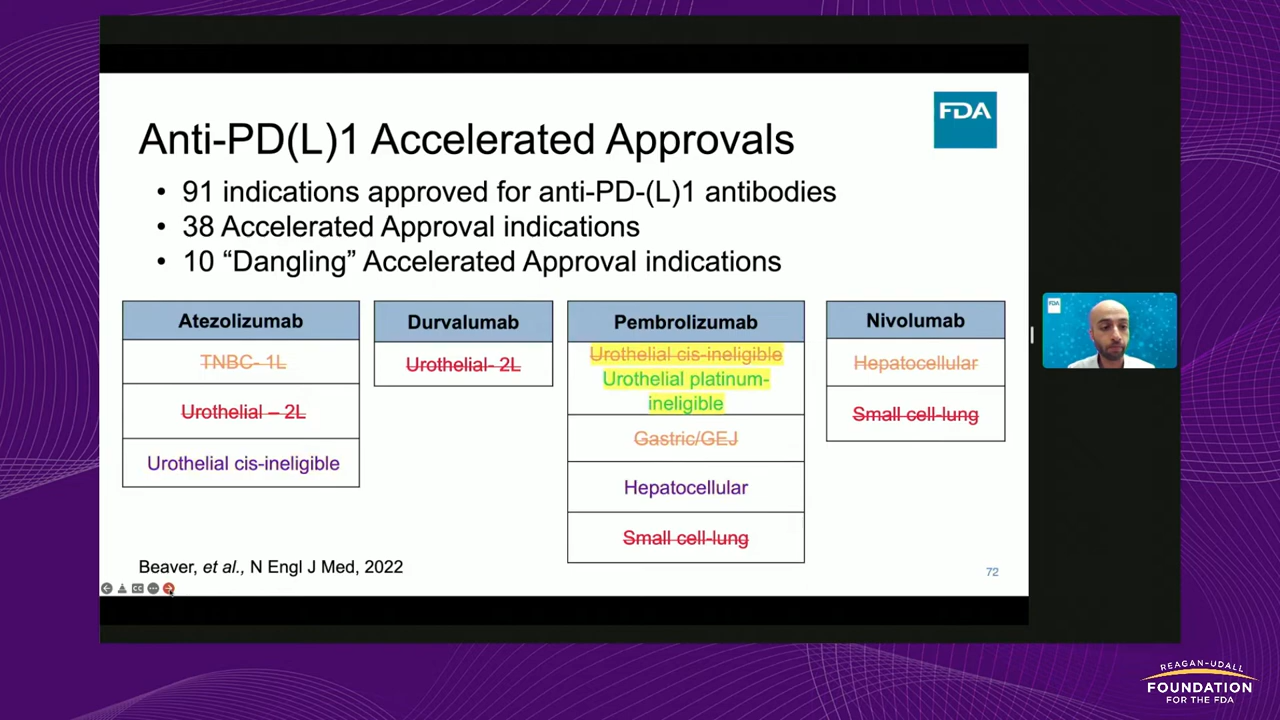 FDA
Anti-PD(L)1 Accelerated Approvals
• 91 indications approved for anti-PD-(L)1 antibodies
• 38 Accelerated Approval indications
• 10 “Dangling” Accelerated Approval indications
Atezolizumab
TNBC- 1L
Urothelial – 2L
Urothelial cis-ineligible
Durvalumab
Urothelial- 2L
Pembrolizumab
Urothelial cis-ineligible
Urothelial platinum-
ineligible
Gastric/GEJ
Hepatocellular
Small cell-lung
Nivolumab
Hepatocellular
Small cell-lung
Beaver, et al., N Engl J Med, 2022
72
CC
FDA
REAGAN-UDALL
FOUNDATION
FOR THE FDA